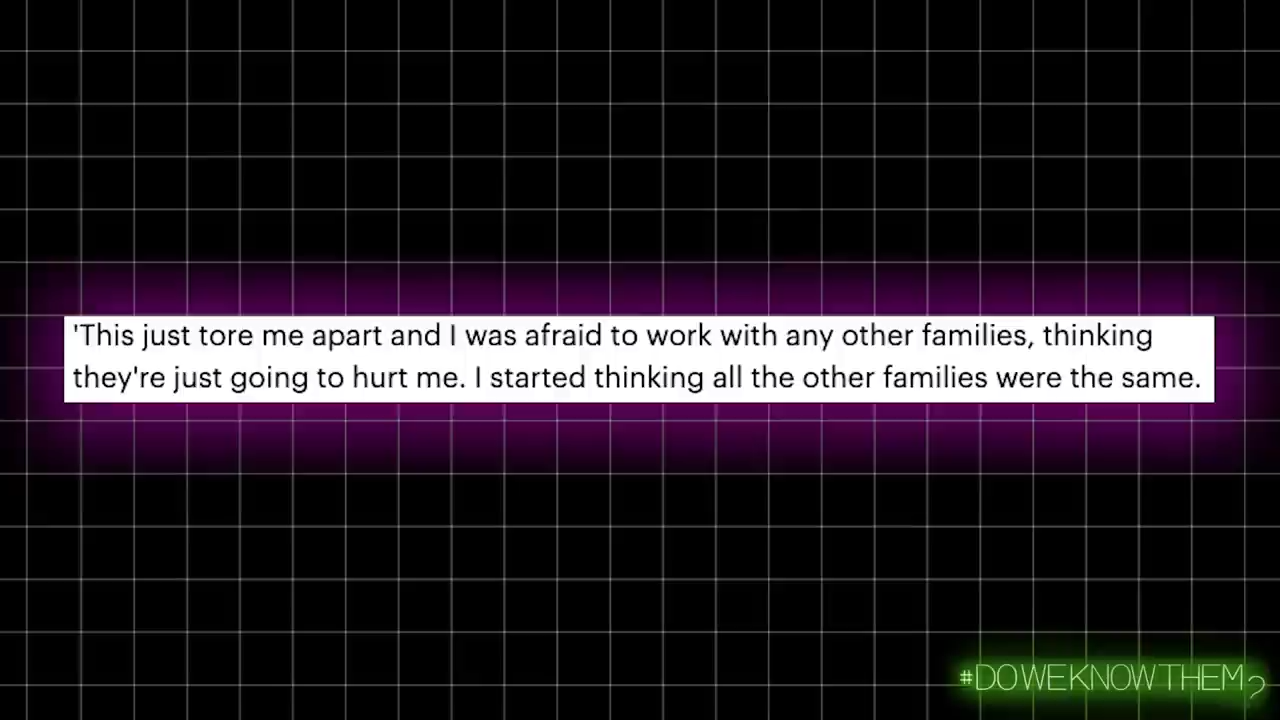 'This just tore me apart and I was afraid to work with any other families, thinking
they're just going to hurt me. I started thinking all the other families were the same.
#DOWEKNOWTHEM?